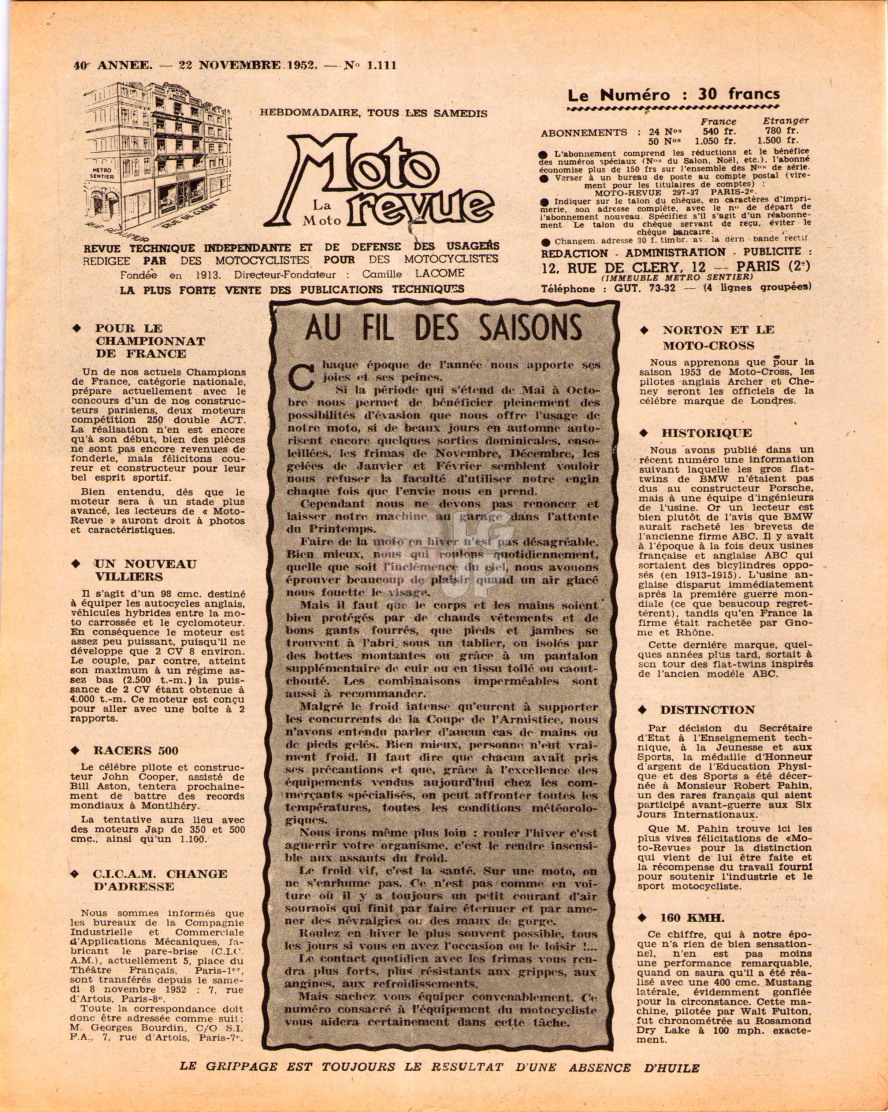 40e ANNEE. — 22 NOVEMBRE 1952. — No 1.111
METRO
SENTIER
RUE BEAUREGARD
RUE DE CLERY
HEBDOMADAIRE, TOUS LES SAMEDIS
Moto
revue
La
Moto
REVUE TECHNIQUE INDEPENDANTE ET DE DEFENSE DES USAGERS
REDIGEE PAR DES MOTOCYCLISTES POUR DES MOTOCYCLISTES
Fondée en 1913. Directeur-Fondateur : Camille LACOME
LA PLUS FORTE VENTE DES PUBLICATIONS TECHNIQUES
Le Numéro : 30 francs
France Etranger
ABONNEMENTS : 24 Nos 540 fr. 780 fr.
50 Nos 1.050 fr. 1.500 fr.
● L'abonnement comprend les réductions et le bénéfice
des numéros spéciaux (Nos du Salon, Noël, etc.), l'abonné
économise plus de 150 frs sur l'ensemble des Nos de série.
● Verser à un bureau de poste au compte postal (vire-
ment pour les titulaires de comptes) :
MOTO-REVUE 297-37 PARIS-2e.
● Indiquer sur le talon du chèque, en caractères d'impri-
merie, son adresse complète, avec le no de départ de
l'abonnement nouveau. Spécifiez s'il s'agit d'un réabonne-
ment Le talon du chèque servant de reçu, éviter le
chèque bancaire.
● Changem. adresse 30 f. timbr. av. la dern bande rectif.
REDACTION - ADMINISTRATION - PUBLICITE :
12, RUE DE CLERY, 12 — PARIS (2e)
(IMMEUBLE METRO SENTIER)
Téléphone : GUT. 73-32 — (4 lignes groupées)
◆ POUR LE
CHAMPIONNAT
DE FRANCE
Un de nos actuels Champions
de France, catégorie nationale,
prépare actuellement avec le
concours d'un de nos construc-
teurs parisiens, deux moteurs
compétition 250 double ACT.
La réalisation n'en est encore
qu'à son début, bien des pièces
ne sont pas encore revenues de
fonderie, mais félicitons cou-
reur et constructeur pour leur
bel esprit sportif.
Bien entendu, dès que le
moteur sera à un stade plus
avancé, les lecteurs de « Moto-
Revue » auront droit à photos
et caractéristiques.
◆ UN NOUVEAU
VILLIERS
Il s'agit d'un 98 cmc. destiné
à équiper les autocycles anglais,
véhicules hybrides entre la mo-
to carrossée et le cyclomoteur.
En conséquence le moteur est
assez peu puissant, puisqu'il ne
développe que 2 CV 8 environ.
Le couple, par contre, atteint
son maximum à un régime as-
sez bas (2.500 t.-m.) la puis-
sance de 2 CV étant obtenue à
4.000 t.-m. Ce moteur est conçu
pour aller avec une boîte à 2
rapports.
◆ RACERS 500
Le célèbre pilote et construc-
teur John Cooper, assisté de
Bill Aston, tentera prochaine-
ment de battre des records
mondiaux à Montlhéry.
La tentative aura lieu avec
des moteurs Jap de 350 et 500
cmc., ainsi qu'un 1.100.
◆ C.I.C.A.M. CHANGE
D'ADRESSE
Nous sommes informés que
les bureaux de la Compagnie
Industrielle et Commerciale
d'Applications Mécaniques, fa-
bricant le pare-brise (C.I.C.
A.M.), actuellement 5, place du
Théâtre Français, Paris-1er,
sont transférés depuis le same-
di 8 novembre 1952 : 7, rue
d'Artois, Paris-8e.
Toute la correspondance doit
donc être adressée comme suit:
M. Georges Bourdin, C/O S.I.
P.A., 7, rue d'Artois, Paris-7e.
AU FIL DES SAISONS
Chaque époque de l'année nous apporte ses
joies et ses peines.
Si la période qui s'étend de Mai à Octo-
bre nous permet de bénéficier pleinement des
possibilités d'évasion que nous offre l'usage de
notre moto, si de beaux jours en automne auto-
risent encore quelques sorties dominicales, enso-
leillées, les frimas de Novembre, Décembre, les
gelées de Janvier et Février semblent vouloir
nous refuser la faculté d'utiliser notre engin
chaque fois que l'envie nous en prend.
Cependant nous ne devons pas renoncer et
laisser notre machine au garage dans l'attente
du Printemps.
Faire de la moto en hiver n'est pas désagréable.
Bien mieux, nous qui roulons quotidiennement,
quelle que soit l'inclémence du ciel, nous avouons
éprouver beaucoup de plaisir quand un air glacé
nous fouette le visage.
Mais il faut que le corps et les mains soient
bien protégés par de chauds vêtements et de
bons gants fourrés, que pieds et jambes se
trouvent à l'abri, sous un tablier, ou isolés par
des bottes montantes ou grâce à un pantalon
supplémentaire de cuir ou en tissu toilé ou caout-
chouté. Les combinaisons imperméables sont
aussi à recommander.
Malgré le froid intense qu'eurent à supporter
les concurrents de la Coupe de l'Armistice, nous
n'avons entendu parler d'aucun cas de mains ou
de pieds gelés. Bien mieux, personne n'eut vrai-
ment froid. Il faut dire que chacun avait pris
ses précautions et que, grâce à l'excellence des
équipements vendus aujourd'hui chez les com-
merçants spécialisés, on peut affronter toutes les
températures, toutes les conditions météorolo-
giques.
Nous irons même plus loin : rouler l'hiver c'est
aguerrir votre organisme, c'est le rendre insensi-
ble aux assauts du froid.
Le froid vif, c'est la santé. Sur une moto, on
ne s'enrhume pas. Ce n'est pas comme en voi-
ture où il y a toujours un petit courant d'air
sournois qui finit par faire éternuer et par ame-
ner des névralgies ou des maux de gorge.
Roulez en hiver le plus souvent possible, tous
les jours si vous en avez l'occasion ou le loisir !...
Le contact quotidien avec les frimas vous ren-
dra plus forts, plus résistants aux grippes, aux
angines, aux refroidissements.
Mais sachez vous équiper convenablement. Ce
numéro consacré à l'équipement du motocycliste
vous aidera certainement dans cette tâche.
◆ NORTON ET LE
MOTO-CROSS
Nous apprenons que pour la
saison 1953 de Moto-Cross, les
pilotes anglais Archer et Che-
ney seront les officiels de la
célèbre marque de Londres.
◆ HISTORIQUE
Nous avons publié dans un
récent numéro une information
suivant laquelle les gros flat-
twins de BMW n'étaient pas
dus au constructeur Porsche,
mais à une équipe d'ingénieurs
de l'usine. Or un lecteur est
bien plutôt de l'avis que BMW
aurait racheté les brevets de
l'ancienne firme ABC. Il y avait
à l'époque à la fois deux usines
française et anglaise ABC qui
sortaient des bicylindres oppo-
sés (en 1913-1915). L'usine an-
glaise disparut immédiatement
après la première guerre mon-
diale (ce que beaucoup regret-
tèrent), tandis qu'en France la
firme était rachetée par Gno-
me et Rhône.
Cette dernière marque, quel-
ques années plus tard, sortait à
son tour des flat-twins inspirés
de l'ancien modèle ABC.
◆ DISTINCTION
Par décision du Secrétaire
d'Etat à l'Enseignement tech-
nique, à la Jeunesse et aux
Sports, la médaille d'Honneur
d'argent de l'Education Physi-
que et des Sports a été décer-
née à Monsieur Robert Pahin,
un des rares français qui aient
participé avant-guerre aux Six
Jours Internationaux.
Que M. Pahin trouve ici les
plus vives félicitations de «Mo-
to-Revue» pour la distinction
qui vient de lui être faite et
la récompense du travail fourni
pour soutenir l'industrie et le
sport motocycliste.
◆ 160 KMH.
Ce chiffre, qui à notre épo-
que n'a rien de bien sensation-
nel, n'en est pas moins
une performance remarquable,
quand on saura qu'il a été réa-
lisé avec une 400 cmc. Mustang
latérale, évidemment gonflée
pour la circonstance. Cette ma-
chine, pilotée par Walt Fulton,
fut chronométrée au Rosamond
Dry Lake à 100 mph. exacte-
ment.
LE GRIPPAGE EST TOUJOURS LE RESULTAT D'UNE ABSENCE D'HUILE